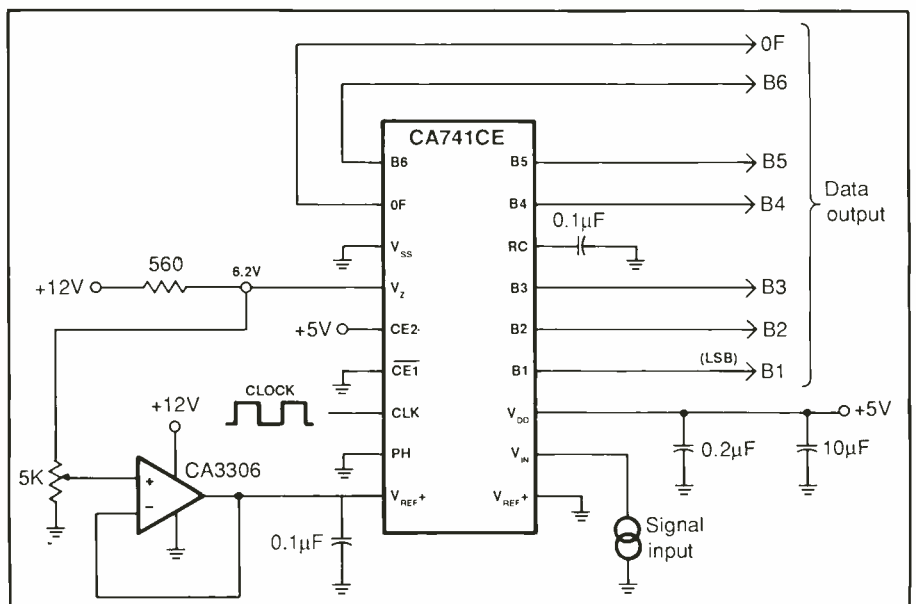 0F
B6
CA741CE
B6
B5
B5
0F
B4
B4
Data
output
0.1µF
V_SS
RC
560
6.2V
+12V
V_Z
B3
B3
+5V
CE2
B2
B2
C̅E̅1̅
B1
(LSB)
B1
CLOCK
CLK
V_DD
+5V
+12V
0.2µF
10µF
PH
V_IN
CA3306
5K
+
−
V_REF+
V_REF+
0.1µF
Signal
input